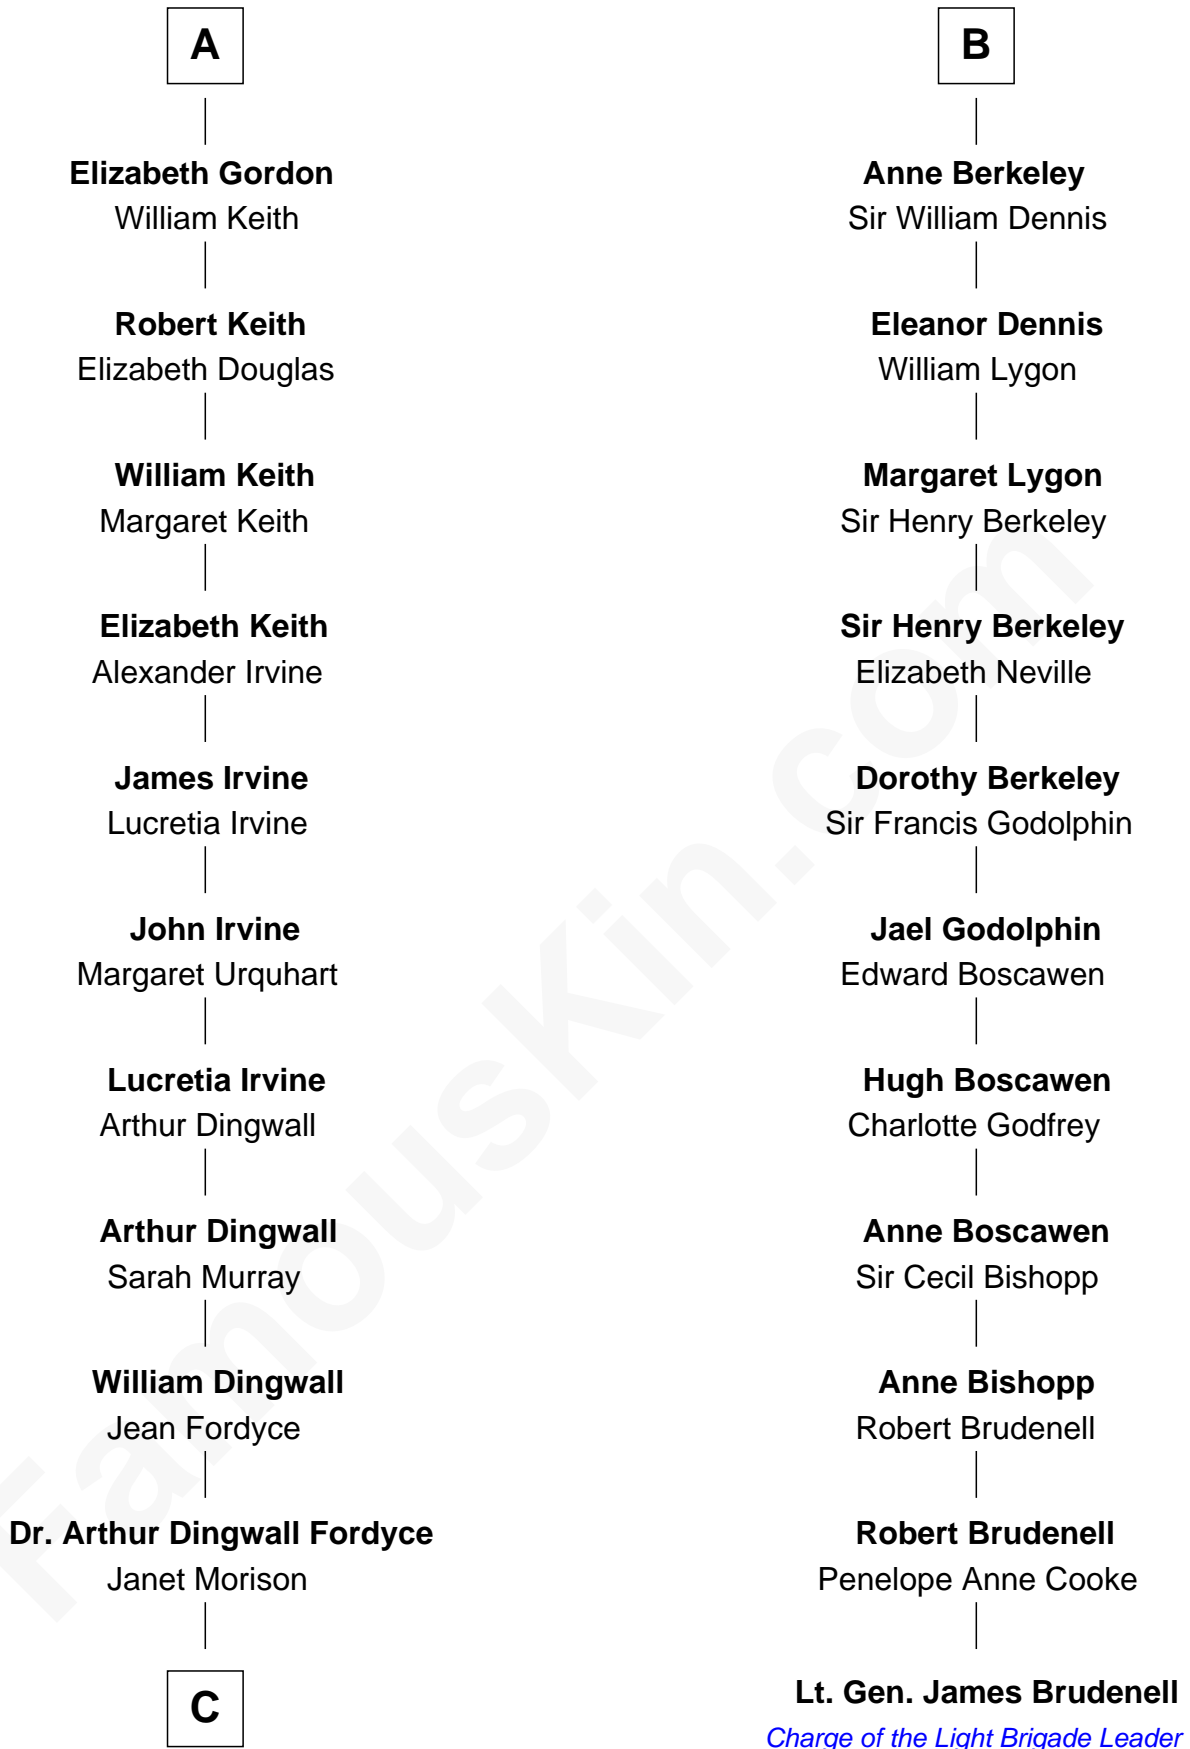 A
Elizabeth Gordon
William Keith
Robert Keith
Elizabeth Douglas
William Keith
Margaret Keith
Elizabeth Keith
Alexander Irvine
James Irvine
Lucretia Irvine
John Irvine
Margaret Urquhart
Lucretia Irvine
Arthur Dingwall
Arthur Dingwall
Sarah Murray
William Dingwall
Jean Fordyce
Dr. Arthur Dingwall Fordyce
Janet Morison
C
B
Anne Berkeley
Sir William Dennis
Eleanor Dennis
William Lygon
Margaret Lygon
Sir Henry Berkeley
Sir Henry Berkeley
Elizabeth Neville
Dorothy Berkeley
Sir Francis Godolphin
Jael Godolphin
Edward Boscawen
Hugh Boscawen
Charlotte Godfrey
Anne Boscawen
Sir Cecil Bishopp
Anne Bishopp
Robert Brudenell
Robert Brudenell
Penelope Anne Cooke
Lt. Gen. James Brudenell
Charge of the Light Brigade Leader
FamousKin.com